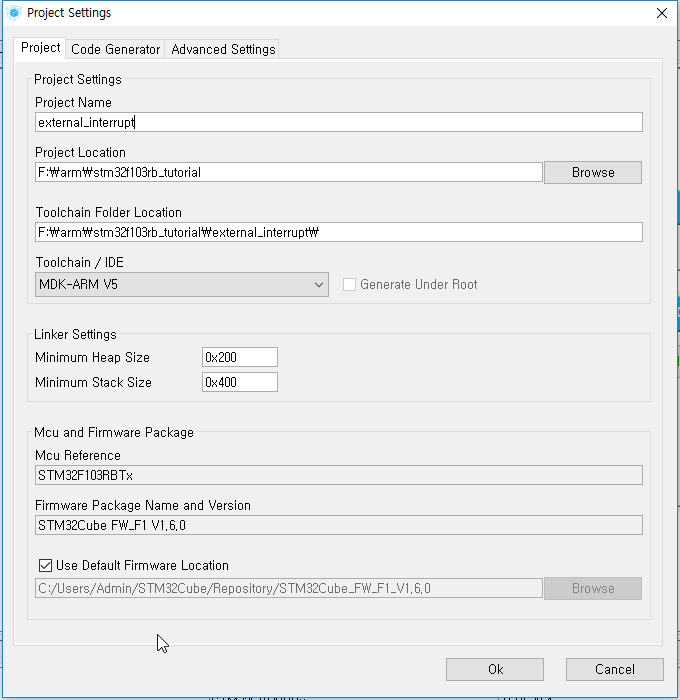 Project Settings
Project
Code Generator
Advanced Settings
Project Settings
Project Name
external_interrupt
Project Location
F:₩arm₩stm32f103rb_tutorial
Browse
Toolchain Folder Location
F:₩arm₩stm32f103rb_tutorial₩external_interrupt₩
Toolchain / IDE
MDK-ARM V5
Generate Under Root
Linker Settings
Minimum Heap Size
0x200
Minimum Stack Size
0x400
Mcu and Firmware Package
Mcu Reference
STM32F103RBTx
Firmware Package Name and Version
STM32Cube FW_F1 V1.6.0
Use Default Firmware Location
C:/Users/Admin/STM32Cube/Repository/STM32Cube_FW_F1_V1.6.0
Browse
Ok
Cancel